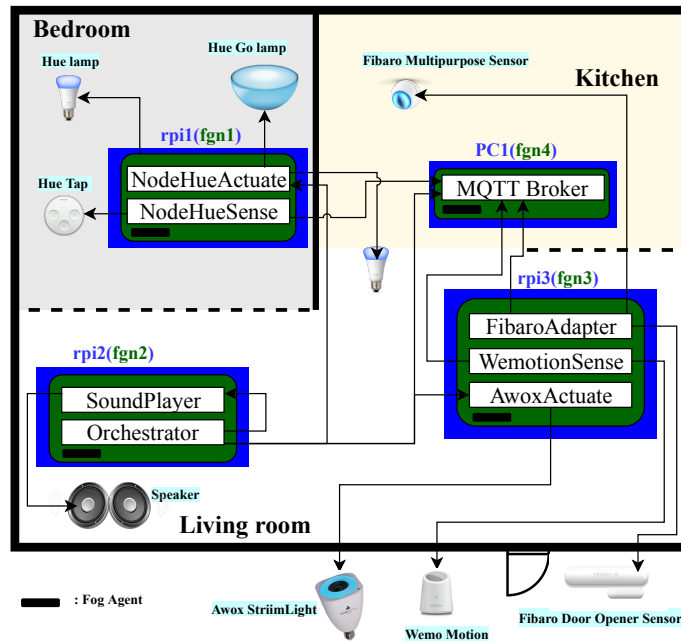 Bedroom
Hue Go lamp
Hue lamp
Fibaro Multipurpose Sensor
Kitchen
rpi1(fgn1)
PC1(fgn4)
NodeHueActuate
MQTT Broker
Hue Tap
NodeHueSense
rpi3(fgn3)
FibaroAdapter
rpi2(fgn2)
WemotionSense
SoundPlayer
AwoxActuate
Orchestrator
Speaker
Living room
: Fog Agent
Awox StriimLight
Wemo Motion
Fibaro Door Opener Sensor